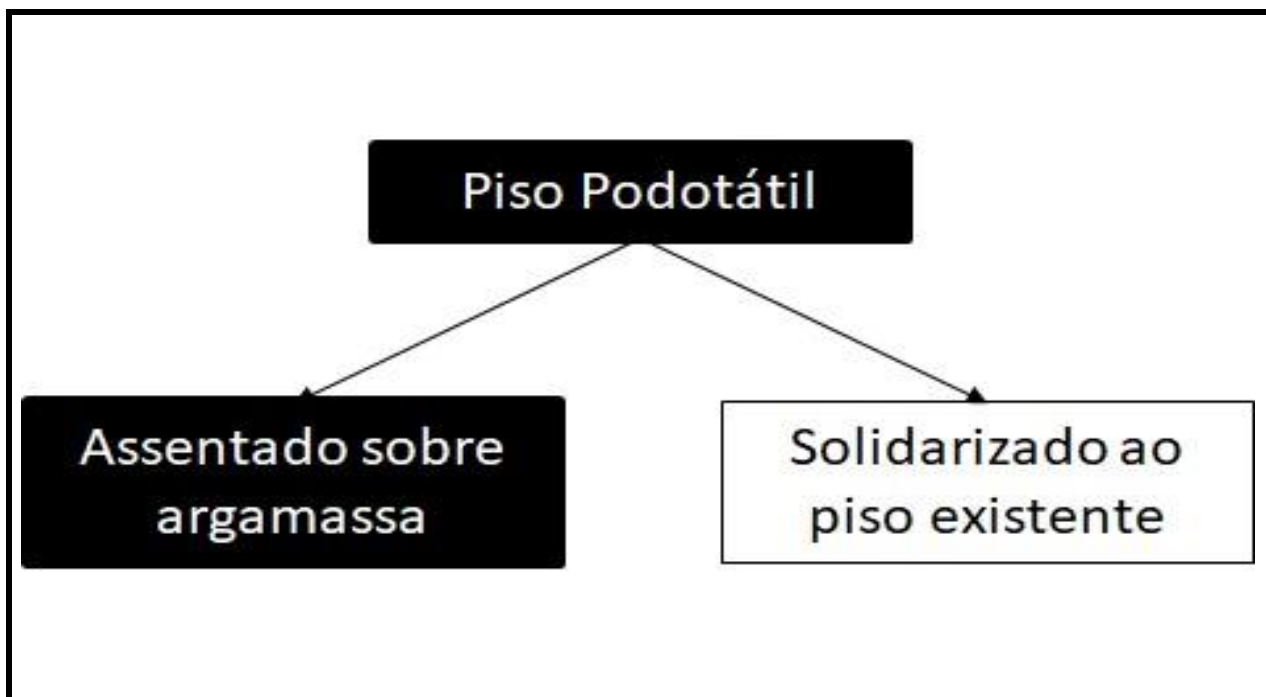 Piso Podotátil
Assentado sobre
argamassa
Solidarizado ao
piso existente